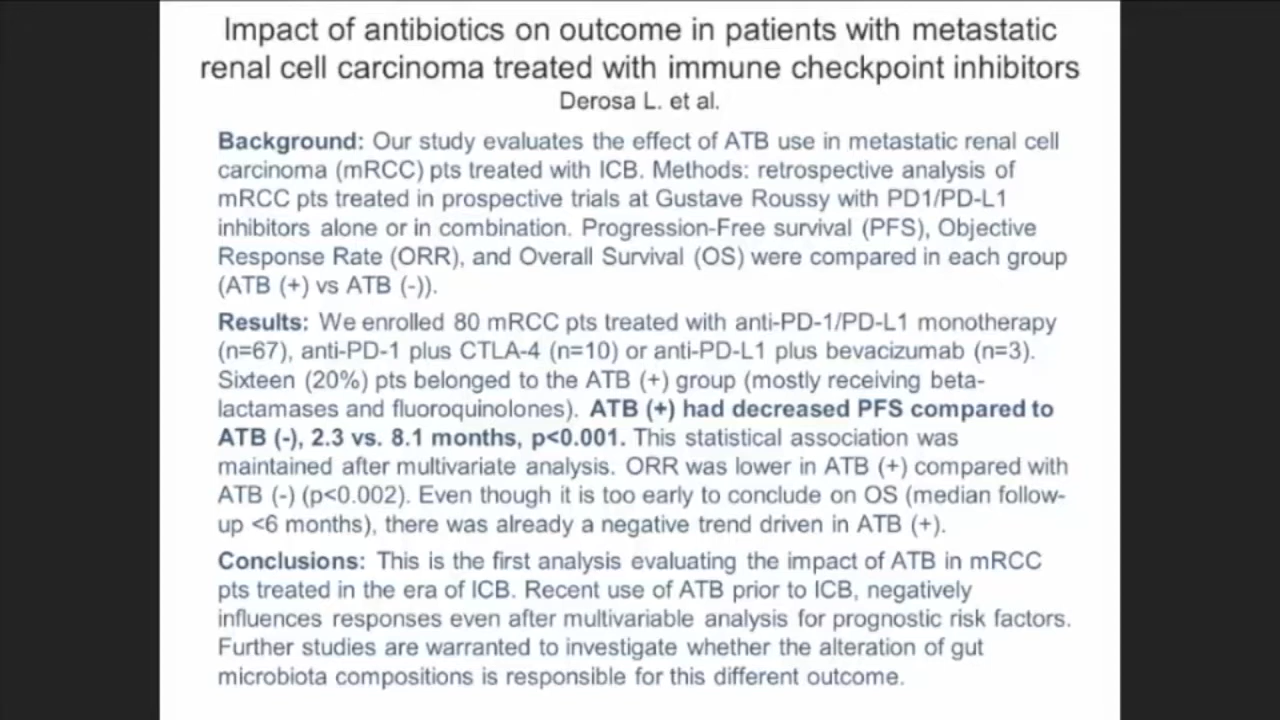 Impact of antibiotics on outcome in patients with metastatic
renal cell carcinoma treated with immune checkpoint inhibitors
Derosa L. et al.
Background: Our study evaluates the effect of ATB use in metastatic renal cell
carcinoma (mRCC) pts treated with ICB. Methods: retrospective analysis of
mRCC pts treated in prospective trials at Gustave Roussy with PD1/PD-L1
inhibitors alone or in combination. Progression-Free survival (PFS), Objective
Response Rate (ORR), and Overall Survival (OS) were compared in each group
(ATB (+) vs ATB (-)).
Results: We enrolled 80 mRCC pts treated with anti-PD-1/PD-L1 monotherapy
(n=67), anti-PD-1 plus CTLA-4 (n=10) or anti-PD-L1 plus bevacizumab (n=3).
Sixteen (20%) pts belonged to the ATB (+) group (mostly receiving beta-
lactamases and fluoroquinolones). ATB (+) had decreased PFS compared to
ATB (-), 2.3 vs. 8.1 months, p<0.001. This statistical association was
maintained after multivariate analysis. ORR was lower in ATB (+) compared with
ATB (-) (p<0.002). Even though it is too early to conclude on OS (median follow-
up <6 months), there was already a negative trend driven in ATB (+).
Conclusions: This is the first analysis evaluating the impact of ATB in mRCC
pts treated in the era of ICB. Recent use of ATB prior to ICB, negatively
influences responses even after multivariable analysis for prognostic risk factors.
Further studies are warranted to investigate whether the alteration of gut
microbiota compositions is responsible for this different outcome.